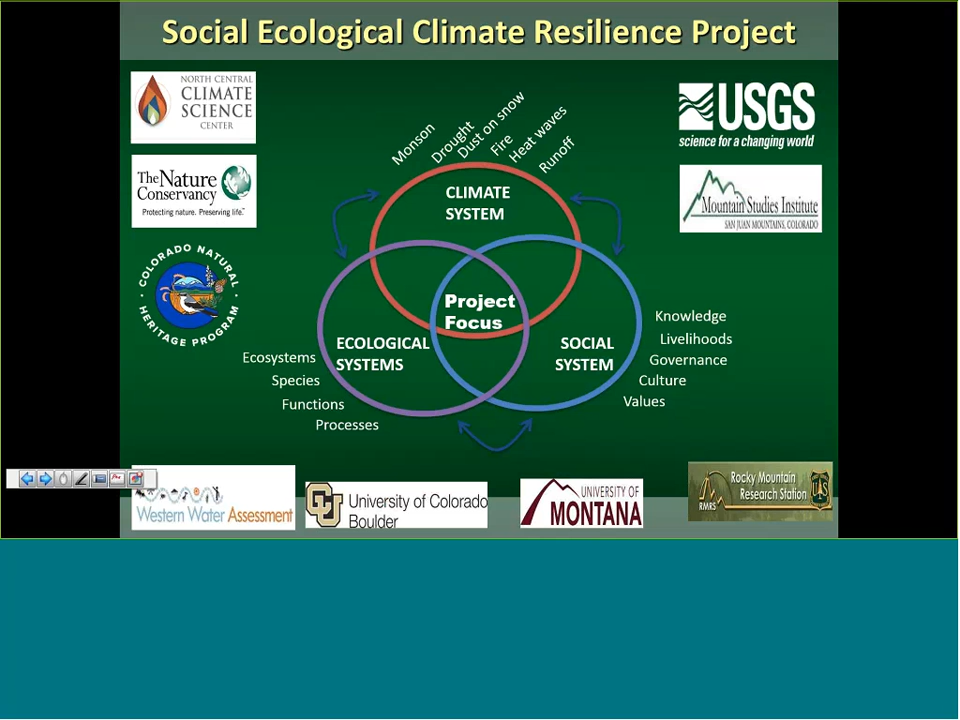 Social Ecological Climate Resilience Project
NORTH CENTRAL
CLIMATE
SCIENCE
CENTER
USGS
science for a changing world
The Nature
Conservancy
Protecting nature. Preserving life.™
Mountain Studies Institute
SAN JUAN MOUNTAINS, COLORADO
COLORADO NATURAL
HERITAGE PROGRAM
Monson
Drought
Dust on snow
Fire
Heat waves
Runoff
CLIMATE
SYSTEM
Project
Focus
ECOLOGICAL
SYSTEMS
SOCIAL
SYSTEM
Ecosystems
Species
Functions
Processes
Knowledge
Livelihoods
Governance
Culture
Values
Western Water Assessment
University of Colorado
Boulder
UNIVERSITY OF
MONTANA
Rocky Mountain
Research Station
RMRS